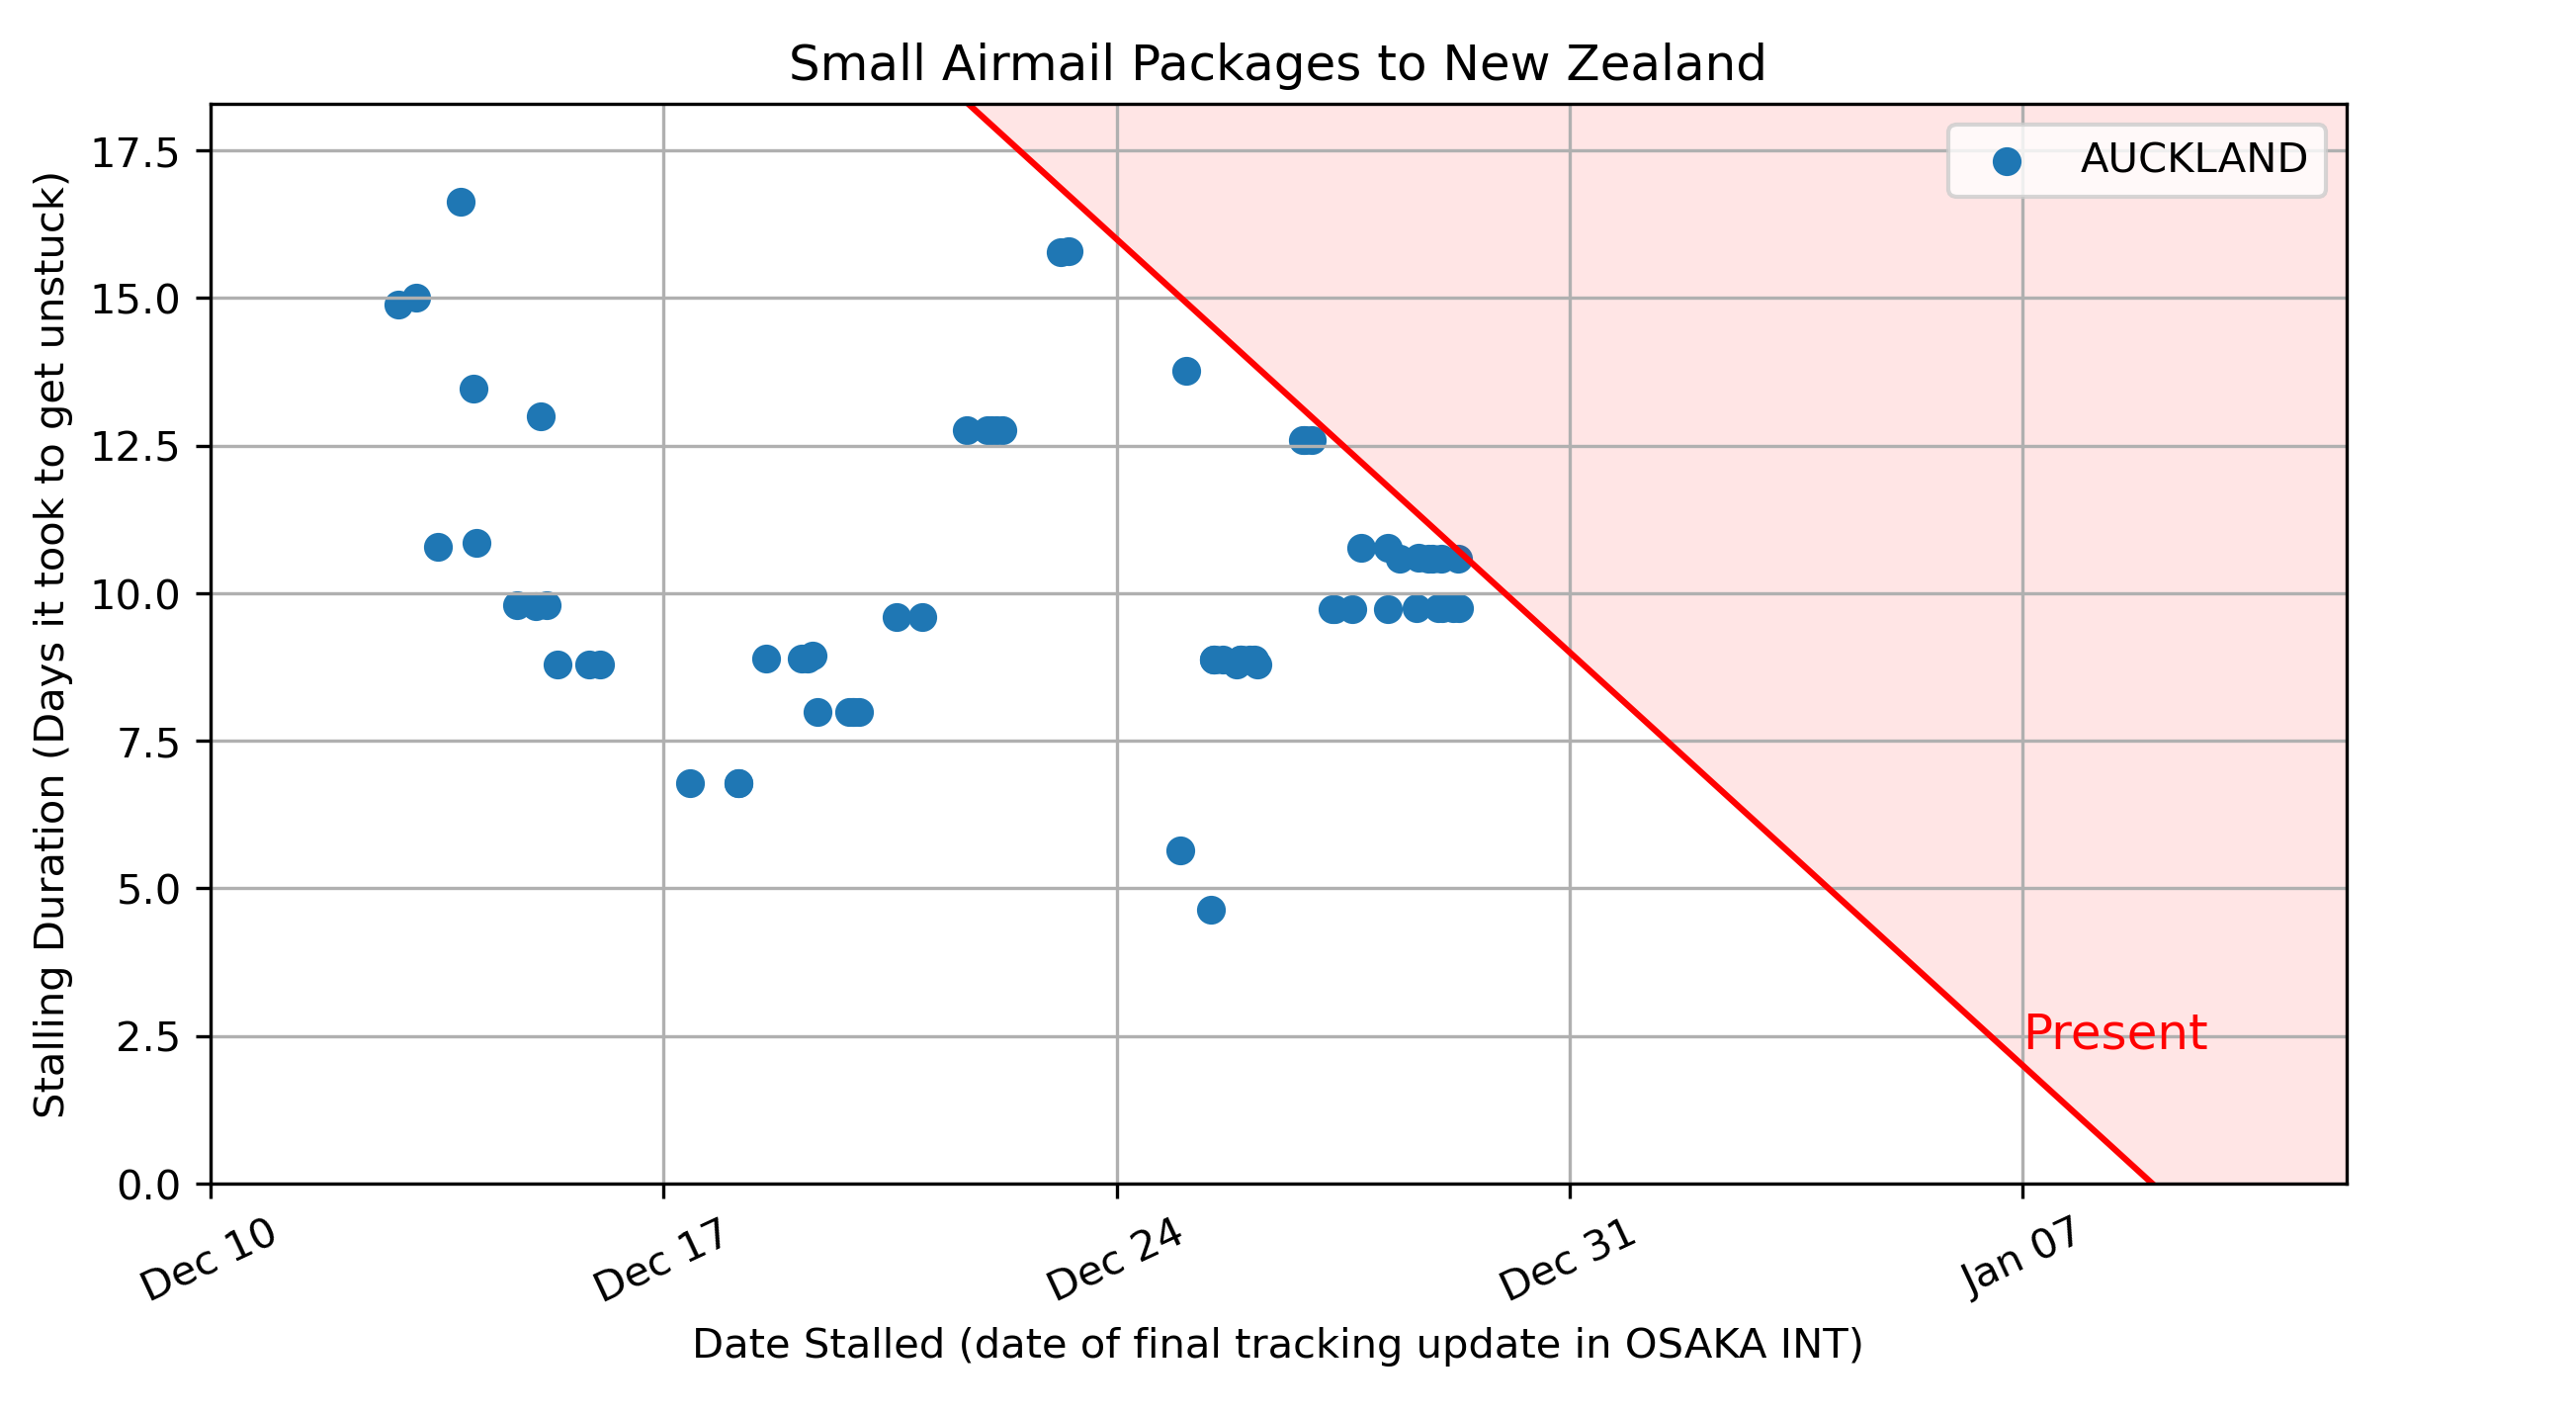 Small Airmail Packages to New Zealand
AUCKLAND
Stalling Duration (Days it took to get unstuck)
17.5
15.0
12.5
10.0
7.5
5.0
2.5
0.0
Present
Dec 10
Dec 17
Dec 24
Dec 31
Jan 07
Date Stalled (date of final tracking update in OSAKA INT)